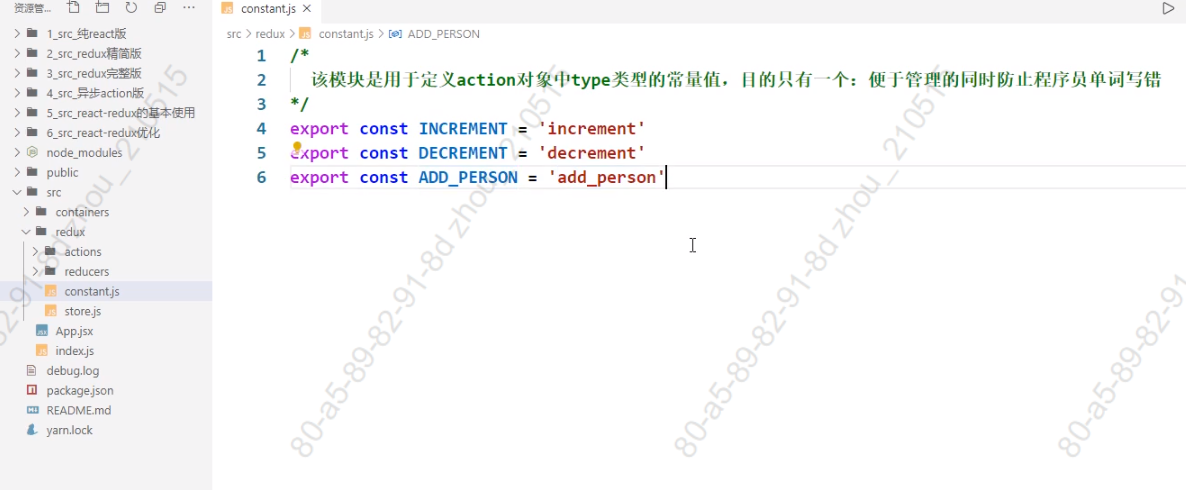 资源管...
constant.js
src > redux > constant.js > ADD_PERSON
1_src_纯react版
2_src_redux精简版
3_src_redux完整版
4_src_异步action版
5_src_react-redux的基本使用
6_src_react-redux优化
node_modules
public
src
containers
redux
actions
reducers
constant.js
store.js
App.jsx
index.js
debug.log
package.json
README.md
yarn.lock
1 /*
2 该模块是用于定义action对象中type类型的常量值，目的只有一个：便于管理的同时防止程序员单词写错
3 */
4 export const INCREMENT = 'increment'
5 export const DECREMENT = 'decrement'
6 export const ADD_PERSON = 'add_person'
80-a5-89-82-91-8d zhou_210515
80-a5-89-82-91-8d zhou_210515
80-a5-89-82-91
2-91-8d zhou_210515